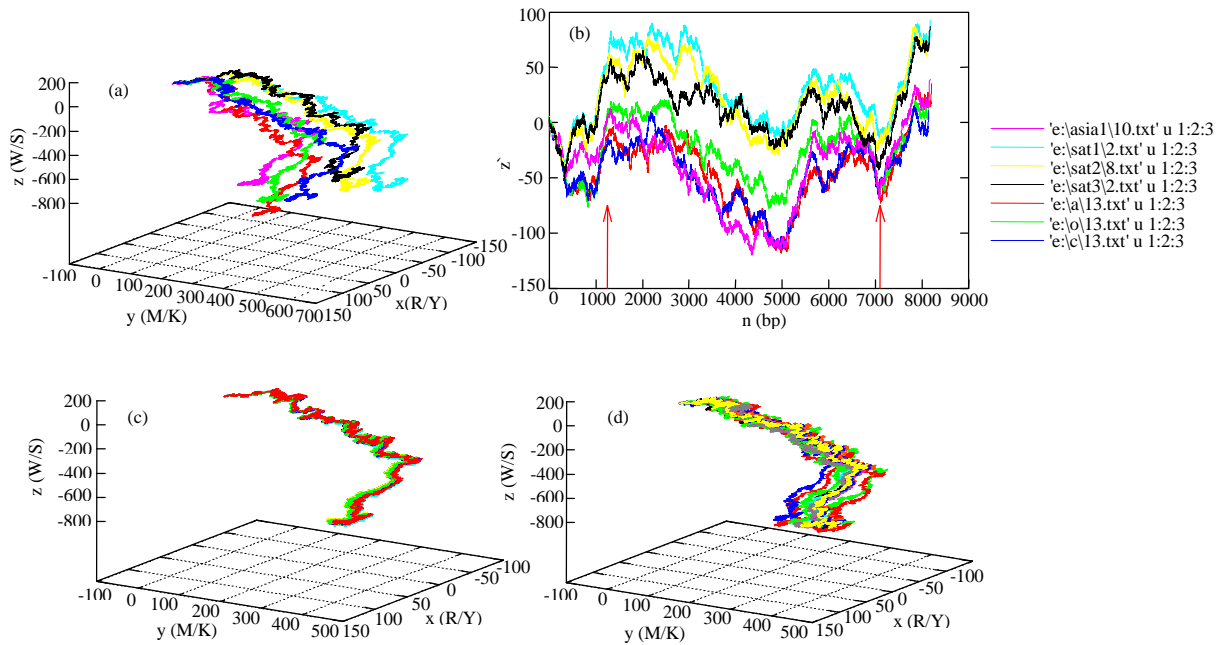 (a)
200
0
-200
-400
-600
-800
z (W/S)
-100
0
100
200
300
400
500
600
700
y (M/K)
150
100
50
0
-50
-100
-150
x(R/Y)
(b)
100
50
0
-50
-100
-150
z`
0 1000 2000 3000 4000 5000 6000 7000 8000 9000
n (bp)
'e:\asia1\10.txt' u 1:2:3
'e:\sat1\2.txt' u 1:2:3
'e:\sat2\8.txt' u 1:2:3
'e:\sat3\2.txt' u 1:2:3
'e:\a\13.txt' u 1:2:3
'e:\o\13.txt' u 1:2:3
'e:\c\13.txt' u 1:2:3
(c)
200
0
-200
-400
-600
-800
z (W/S)
-100
0
100
200
300
400
500
y (M/K)
150
100
50
0
-50
-100
x (R/Y)
(d)
200
0
-200
-400
-600
-800
z (W/S)
-100
0
100
200
300
400
500
y (M/K)
150
100
50
0
-50
-100
x (R/Y)